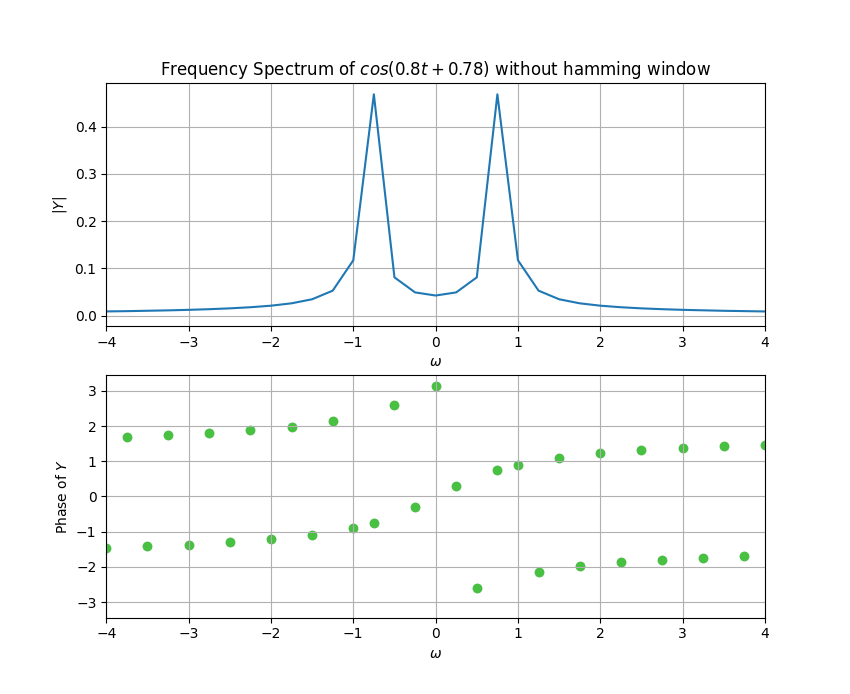 Frequency Spectrum of cos(0.8t + 0.78) without hamming window
|Y|
0.4
0.3
0.2
0.1
0.0
−4 −3 −2 −1 0 1 2 3 4
ω
Phase of Y
3
2
1
0
−1
−2
−3
−4 −3 −2 −1 0 1 2 3 4
ω